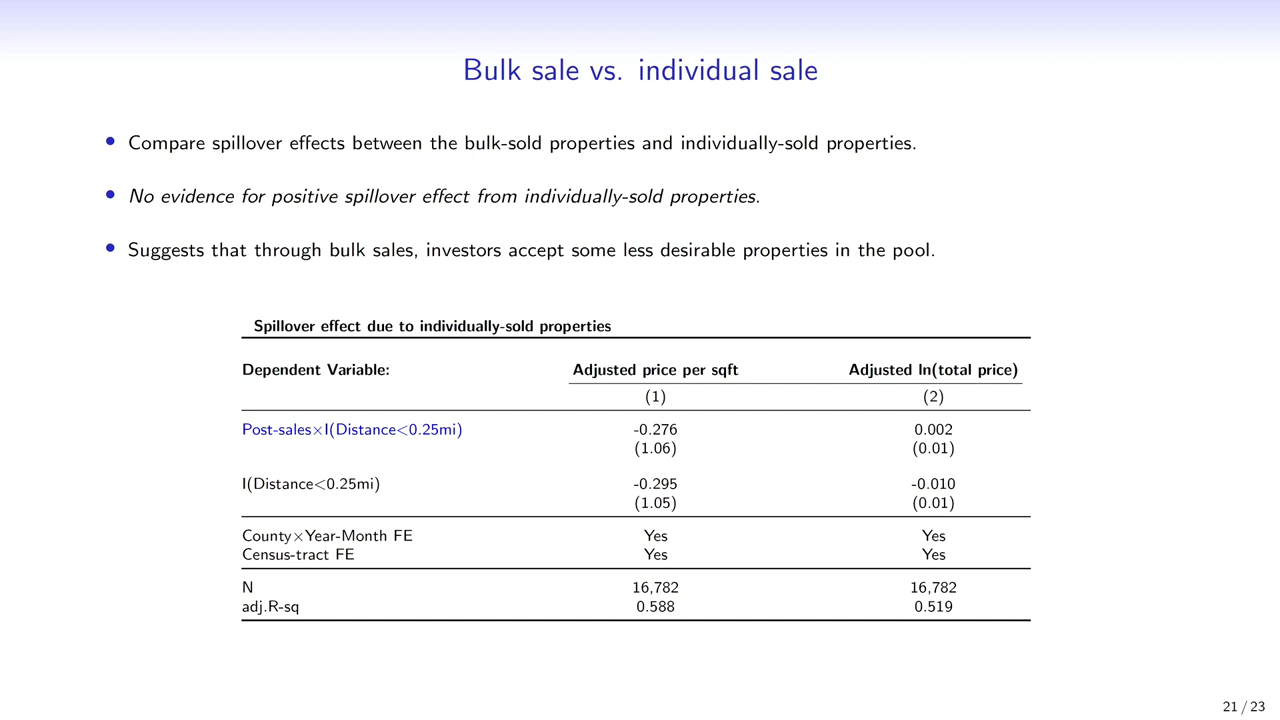 Bulk sale vs. individual sale
• Compare spillover effects between the bulk-sold properties and individually-sold properties.
• No evidence for positive spillover effect from individually-sold properties.
• Suggests that through bulk sales, investors accept some less desirable properties in the pool.
Spillover effect due to individually-sold properties
Dependent Variable: Adjusted price per sqft Adjusted ln(total price)
(1) (2)
Post-sales×I(Distance<0.25mi) -0.276 0.002
(1.06) (0.01)
I(Distance<0.25mi) -0.295 -0.010
(1.05) (0.01)
County×Year-Month FE Yes Yes
Census-tract FE Yes Yes
N 16,782 16,782
adj.R-sq 0.588 0.519
21 / 23